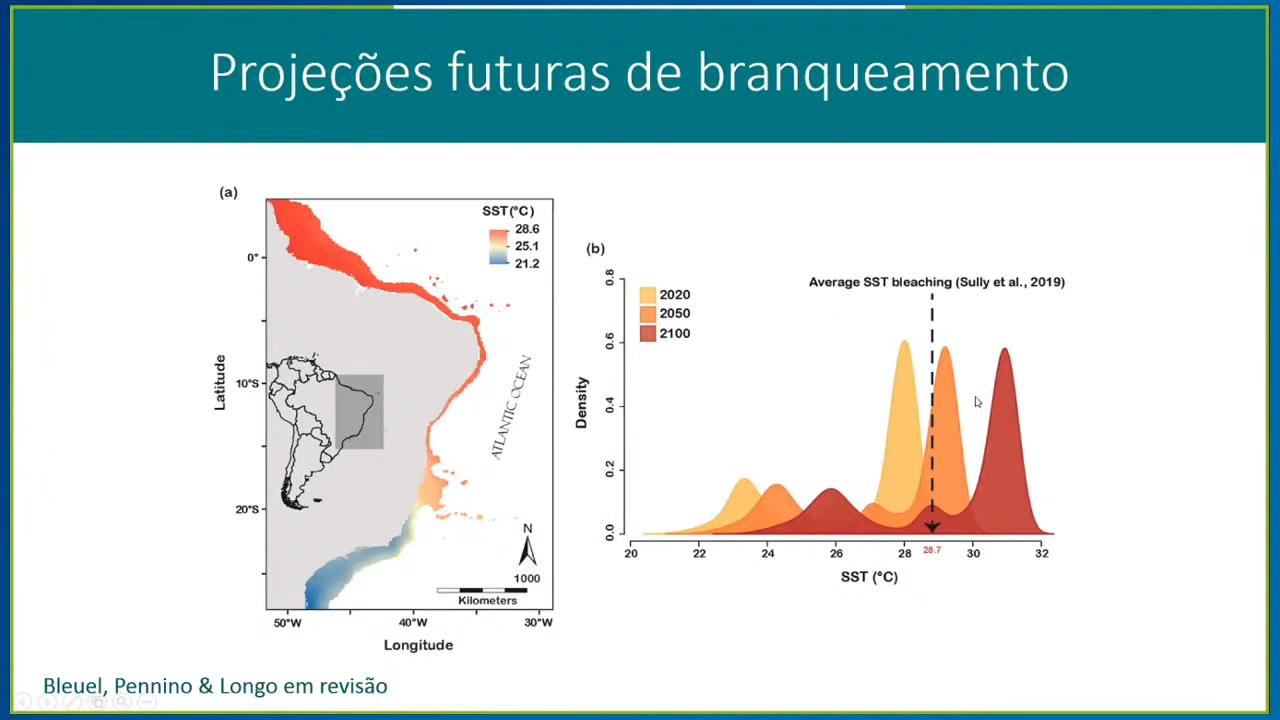 Projeções futuras de branqueamento
(a)
SST(°C)
28.6
25.1
21.2
0°
10°S
20°S
Latitude
ATLANTIC OCEAN
N
1000
Kilometers
50°W
40°W
30°W
Longitude
(b)
Average SST bleaching (Sully et al., 2019)
2020
2050
2100
0.8
0.6
0.4
0.2
0.0
Density
20
22
24
26
28
28.7
30
32
SST (°C)
Bleuel, Pennino & Longo em revisão